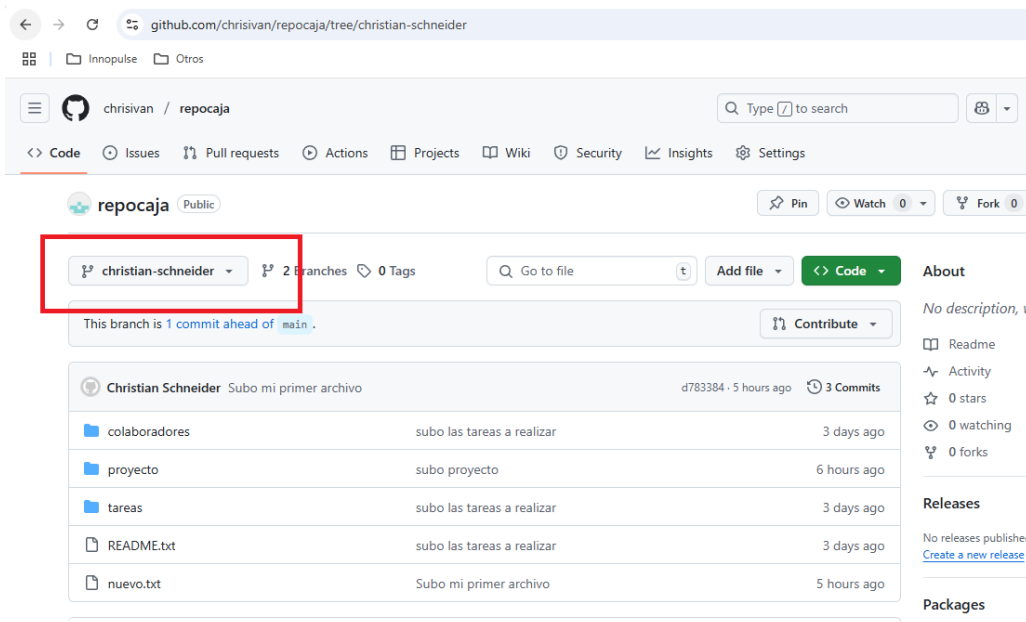 github.com/chrisivan/repocaja/tree/christian-schneider
Innopulse Otros
chrisivan / repocaja
Type / to search
Code Issues Pull requests Actions Projects Wiki Security Insights Settings
repocaja Public
Pin Watch 0 Fork 0
christian-schneider 2 Branches 0 Tags
Go to file t
Add file Code
This branch is 1 commit ahead of main .
Contribute
Christian Schneider Subo mi primer archivo d783384 · 5 hours ago 3 Commits
colaboradores subo las tareas a realizar 3 days ago
proyecto subo proyecto 6 hours ago
tareas subo las tareas a realizar 3 days ago
README.txt subo las tareas a realizar 3 days ago
nuevo.txt Subo mi primer archivo 5 hours ago
About
No description,
Readme
Activity
0 stars
0 watching
0 forks
Releases
No releases published
Create a new release
Packages